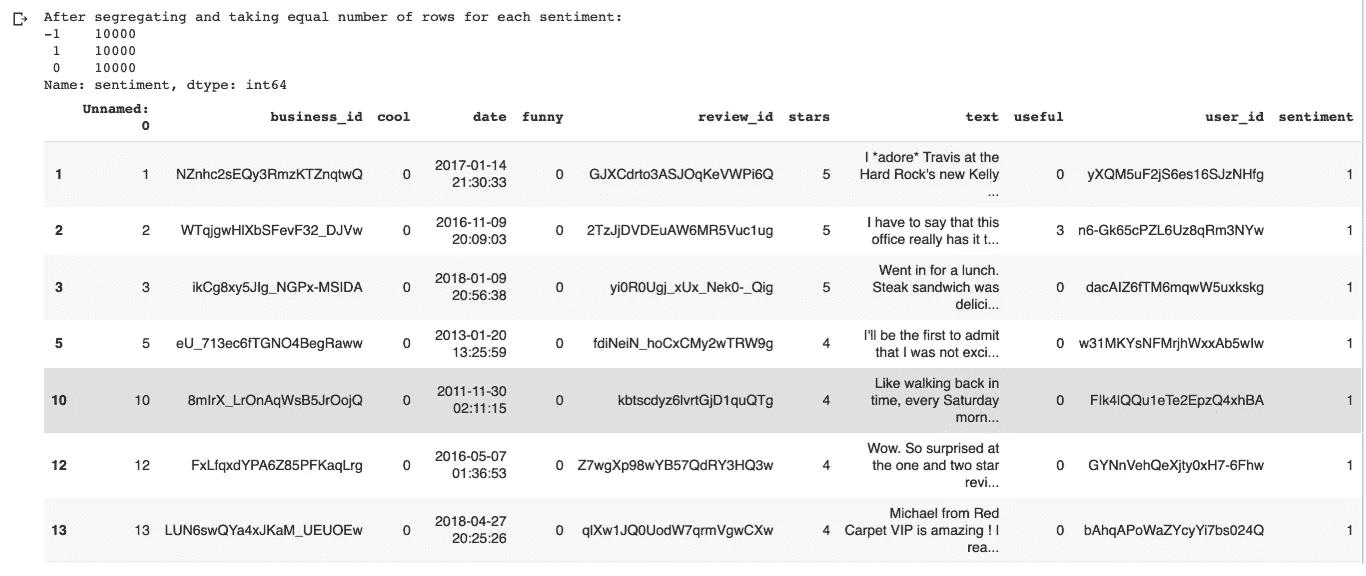 After segregating and taking equal number of rows for each sentiment:
-1    10000
 1    10000
 0    10000
Name: sentiment, dtype: int64
Unnamed: 0 business_id cool date funny review_id stars text useful user_id sentiment
1 1 NZnhc2sEQy3RmzKTZnqtwQ 0 2017-01-14 21:30:33 0 GJXCdrto3ASJOqKeVWPi6Q 5 I *adore* Travis at the Hard Rock's new Kelly ... 0 yXQM5uF2jS6es16SJzNHfg 1
2 2 WTqjgwHlXbSFevF32_DJVw 0 2016-11-09 20:09:03 0 2TzJjDVDEuAW6MR5Vuc1ug 5 I have to say that this office really has it t... 3 n6-Gk65cPZL6Uz8qRm3NYw 1
3 3 ikCg8xy5JIg_NGPx-MSIDA 0 2018-01-09 20:56:38 0 yi0R0Ugj_xUx_Nek0-_Qig 5 Went in for a lunch. Steak sandwich was delici... 0 dacAIZ6fTM6mqwW5uxkskg 1
5 5 eU_713ec6fTGNO4BegRaww 0 2013-01-20 13:25:59 0 fdiNeiN_hoCxCMy2wTRW9g 4 I'll be the first to admit that I was not exci... 0 w31MKYsNFMrjhWxxAb5wIw 1
10 10 8mIrX_LrOnAqWsB5JrOojQ 0 2011-11-30 02:11:15 0 kbtscdyz6lvrtGjD1quQTg 4 Like walking back in time, every Saturday morn... 0 FIk4lQQu1eTe2EpzQ4xhBA 1
12 12 FxLfqxdYPA6Z85PFKaqLrg 0 2016-05-07 01:36:53 0 Z7wgXp98wYB57QdRY3HQ3w 4 Wow. So surprised at the one and two star revi... 0 GYNnVehQeXjty0xH7-6Fhw 1
13 13 LUN6swQYa4xJKaM_UEUOEw 0 2018-04-27 20:25:26 0 qlXw1JQ0UodW7qrmVgwCXw 4 Michael from Red Carpet VIP is amazing ! I rea... 0 bAhqAPoWaZYcyYi7bs024Q 1